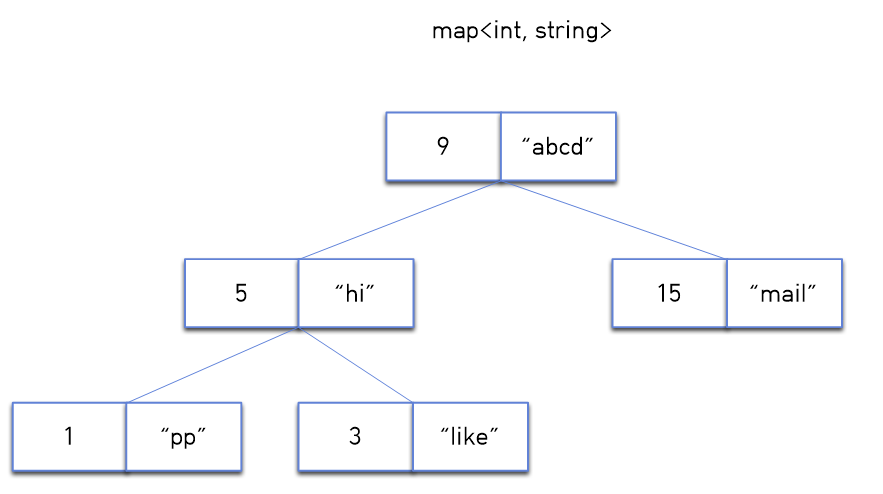 map<int, string>
9 “abcd”
5 “hi” 15 “mail”
1 “pp” 3 “like”